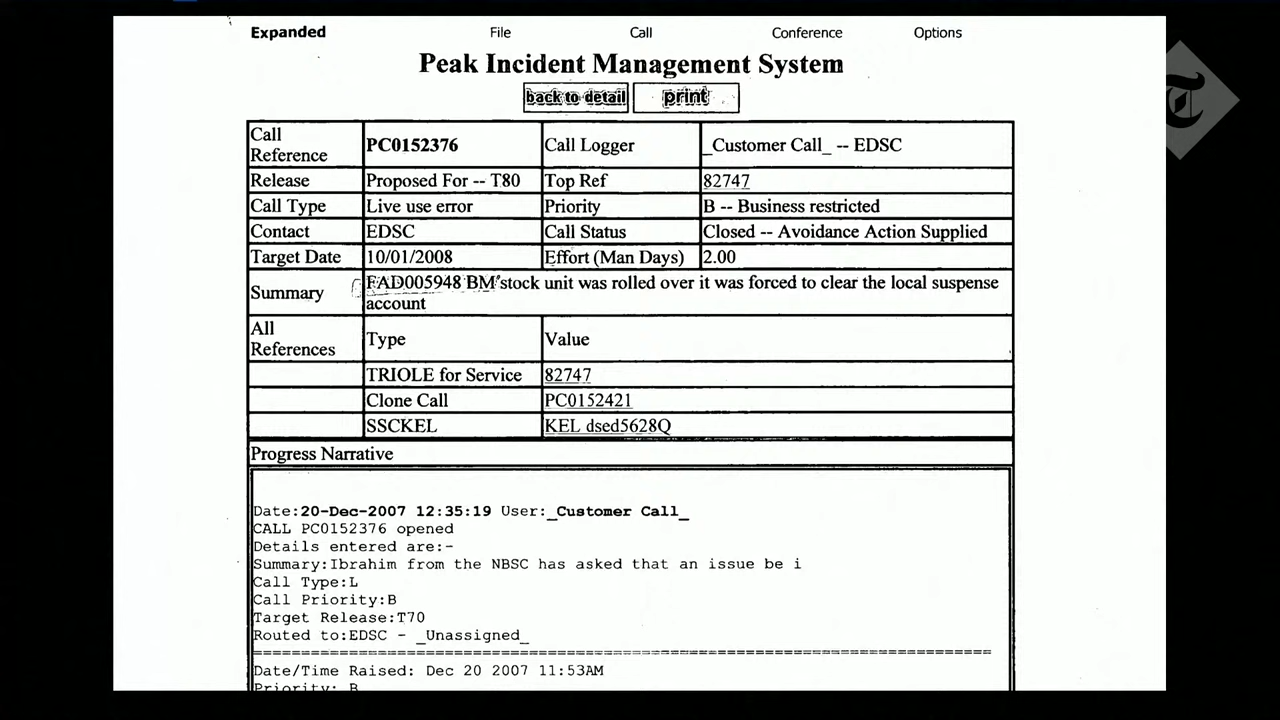 Expanded File Call Conference Options
Peak Incident Management System
back to detail print
Call Reference PC0152376 Call Logger _Customer Call_ -- EDSC
Release Proposed For -- T80 Top Ref 82747
Call Type Live use error Priority B -- Business restricted
Contact EDSC Call Status Closed -- Avoidance Action Supplied
Target Date 10/01/2008 Effort (Man Days) 2.00
Summary FAD005948 BM stock unit was rolled over it was forced to clear the local suspense
account
All References Type Value
TRIOLE for Service 82747
Clone Call PC0152421
SSCKEL KEL dsed5628Q
Progress Narrative
Date:20-Dec-2007 12:35:19 User:_Customer Call_
CALL PC0152376 opened
Details entered are:-
Summary:Ibrahim from the NBSC has asked that an issue be i
Call Type:L
Call Priority:B
Target Release:T70
Routed to:EDSC - _Unassigned_
Date/Time Raised: Dec 20 2007 11:53AM
Priority: B
T